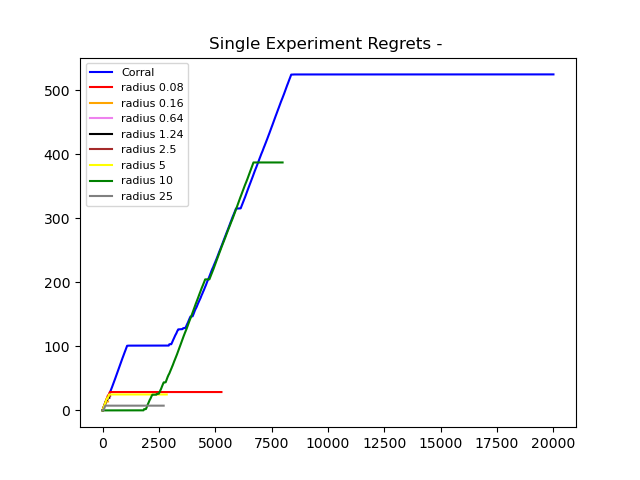 Single Experiment Regrets -
Corral
radius 0.08
radius 0.16
radius 0.64
radius 1.24
radius 2.5
radius 5
radius 10
radius 25
500
400
300
200
100
0
0 2500 5000 7500 10000 12500 15000 17500 20000